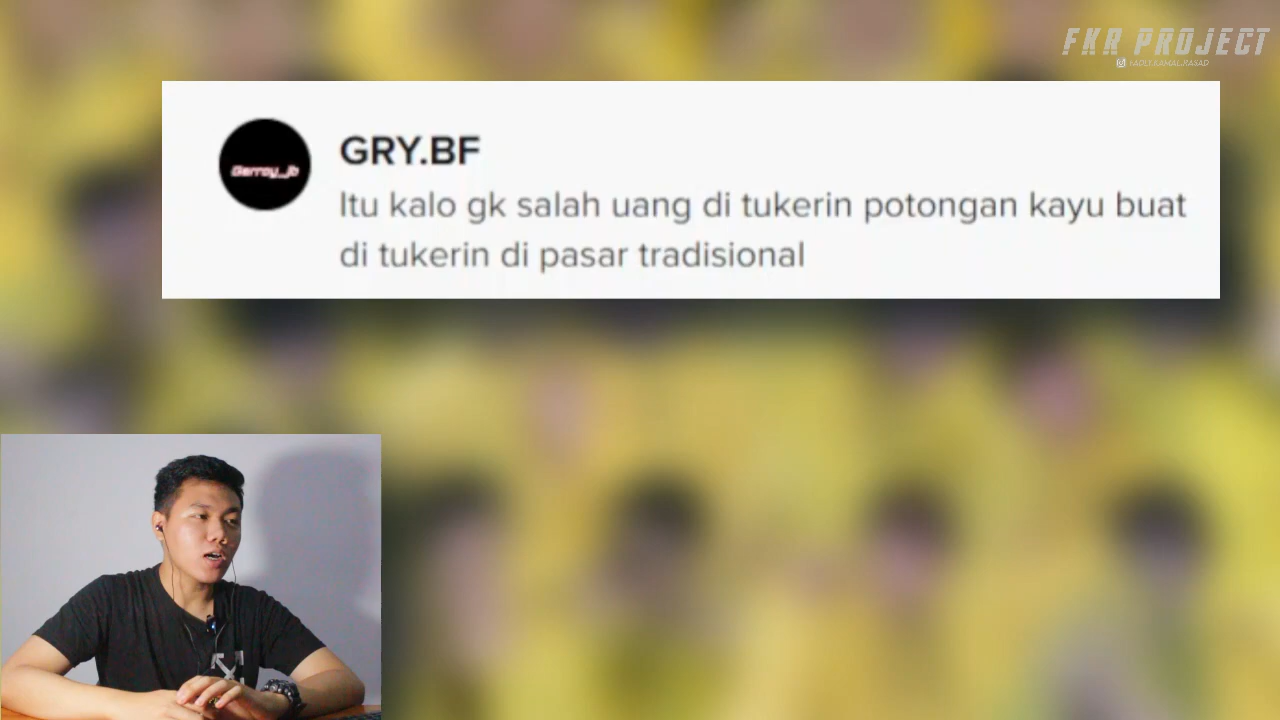 FKR PROJECT
GRY.BF
Itu kalo gk salah uang di tukerin potongan kayu buat
di tukerin di pasar tradisional